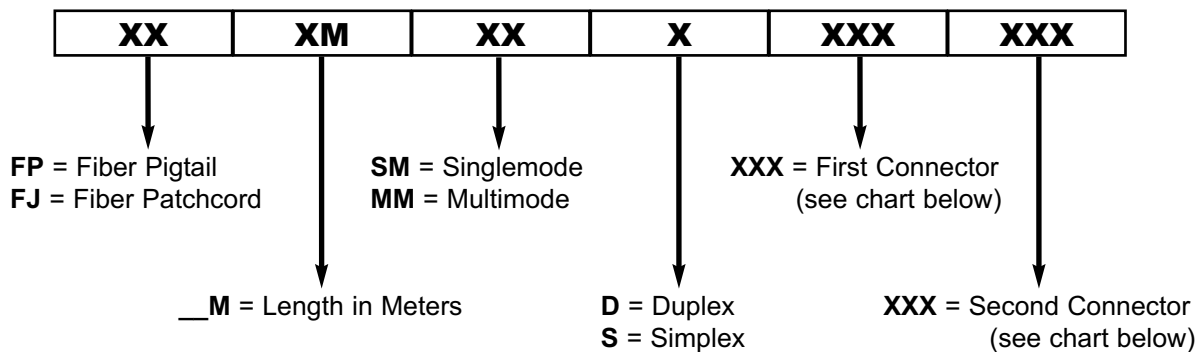 XX XM XX X XXX XXX
FP = Fiber Pigtail
FJ = Fiber Patchcord
SM = Singlemode
MM = Multimode
XXX = First Connector
(see chart below)
__M = Length in Meters
D = Duplex
S = Simplex
XXX = Second Connector
(see chart below)